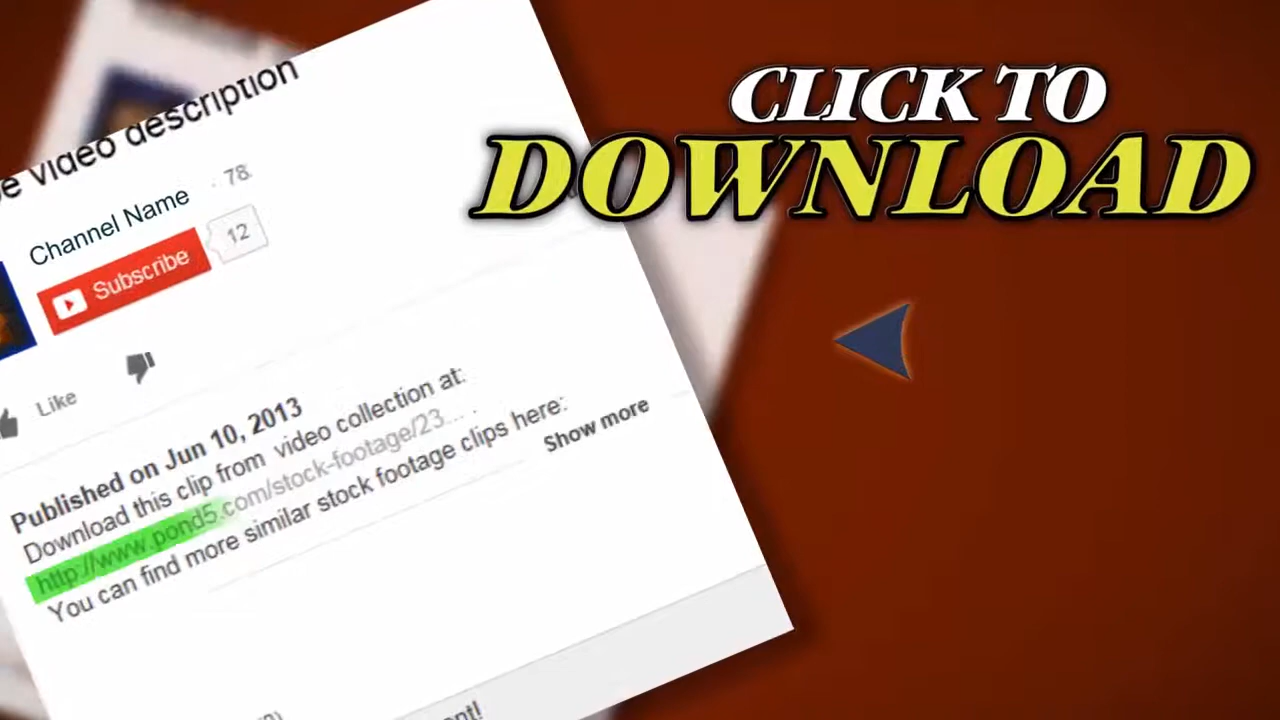 CLICK TO
DOWNLOAD
video description
Channel Name
78
Subscribe
12
Like
Published on Jun 10, 2013
Download this clip from video collection at:
http://www.pond5.com/stock-footage/23...
You can find more similar stock footage clips here:
Show more